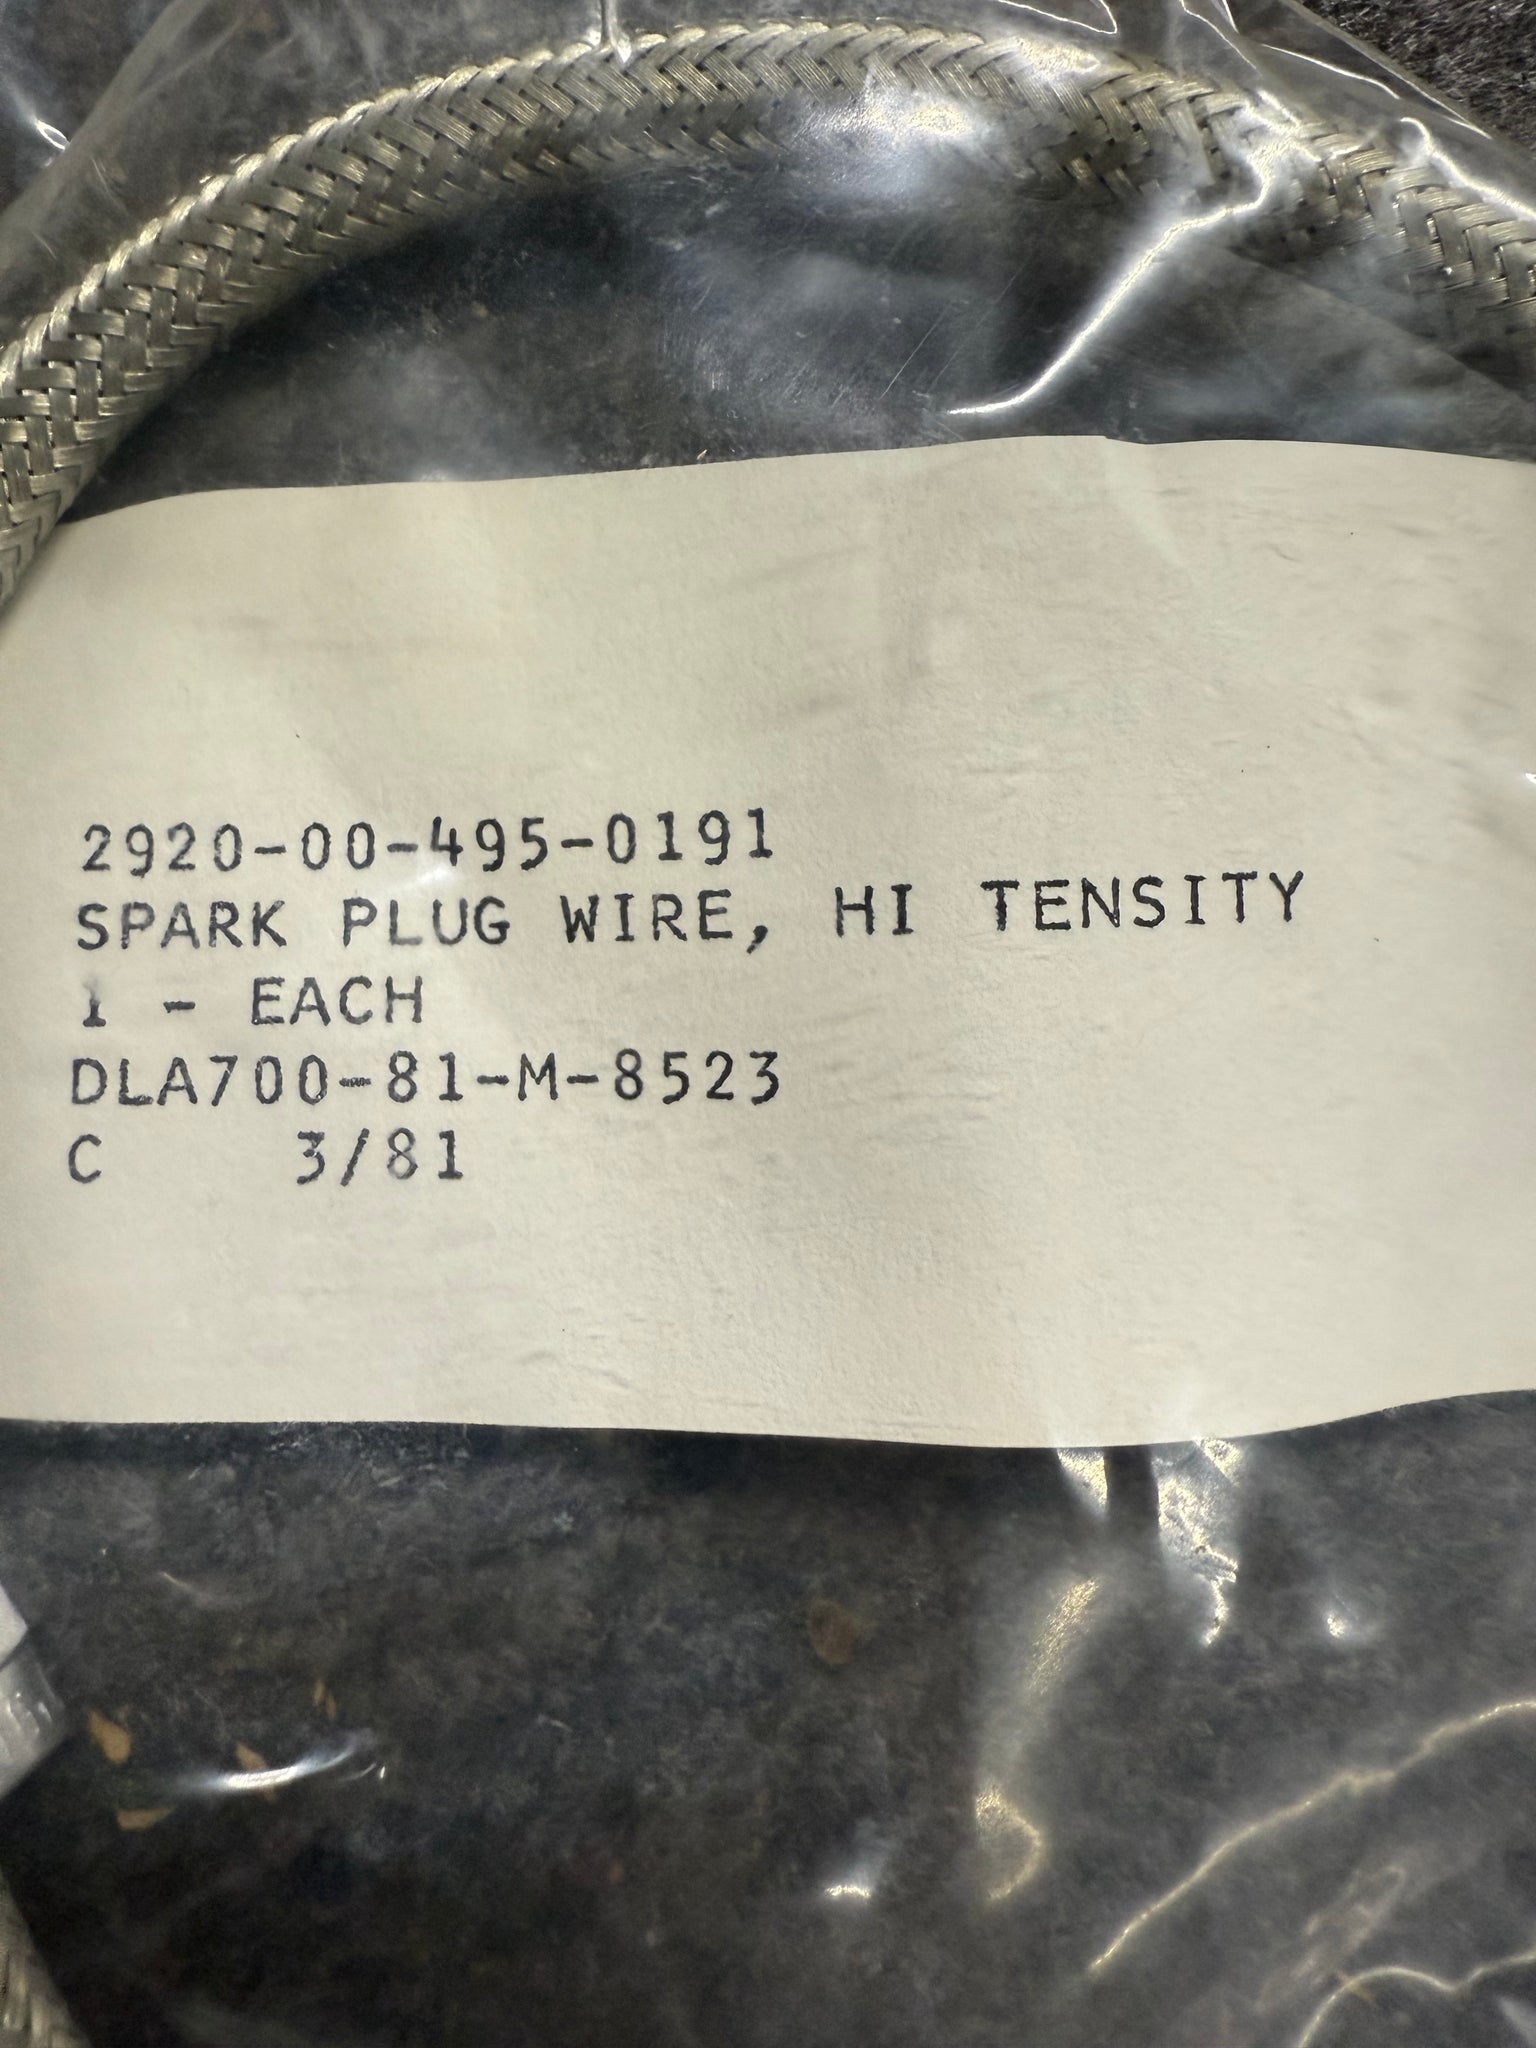 2920-00-495-0191
SPARK PLUG WIRE, HI TENSITY
1 - EACH
DLA700-81-M-8523
C 3/81